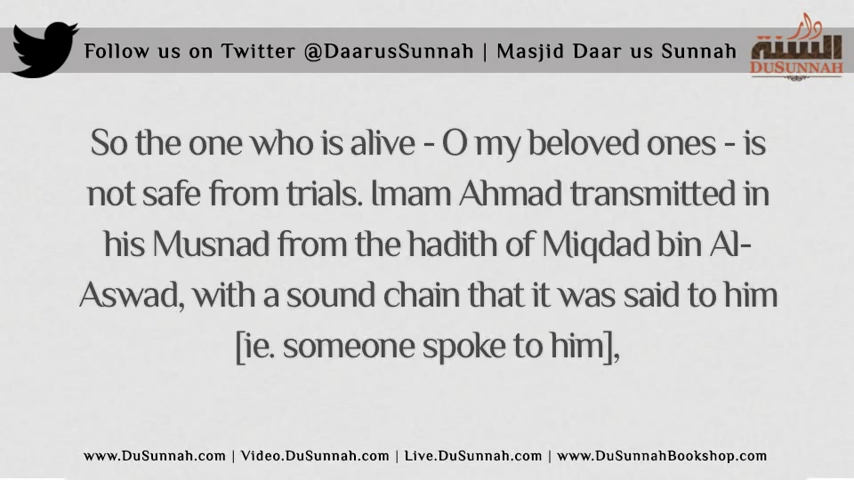 Follow us on Twitter @DaarusSunnah | Masjid Daar us Sunnah
دار
السنة
DUSUNNAH
So the one who is alive - O my beloved ones - is
not safe from trials. Imam Ahmad transmitted in
his Musnad from the hadith of Miqdad bin Al-
Aswad, with a sound chain that it was said to him
[ie. someone spoke to him],
www.DuSunnah.com | Video.DuSunnah.com | Live.DuSunnah.com | www.DuSunnahBookshop.com